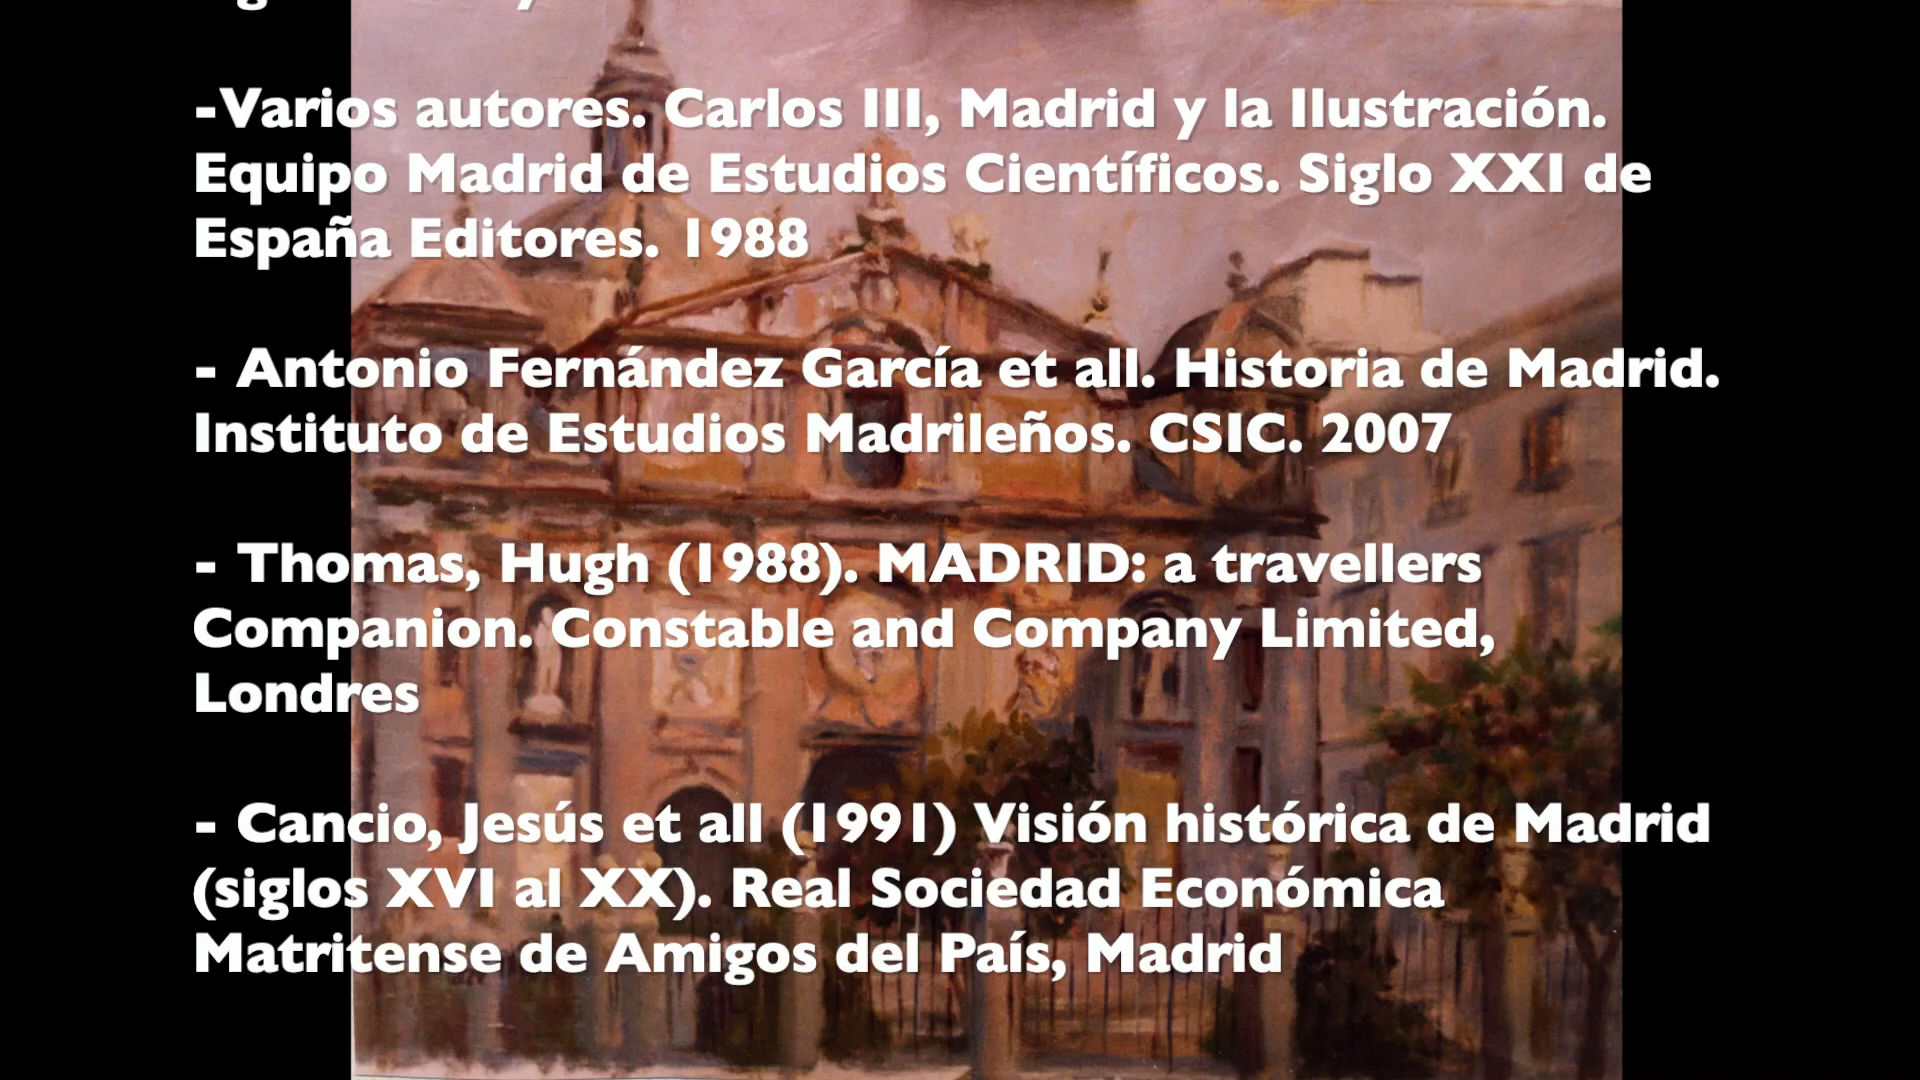 -Varios autores. Carlos III, Madrid y la Ilustración.
Equipo Madrid de Estudios Científicos. Siglo XXI de
España Editores. 1988
- Antonio Fernández García et all. Historia de Madrid.
Instituto de Estudios Madrileños. CSIC. 2007
- Thomas, Hugh (1988). MADRID: a travellers
Companion. Constable and Company Limited,
Londres
- Cancio, Jesús et all (1991) Visión histórica de Madrid
(siglos XVI al XX). Real Sociedad Económica
Matritense de Amigos del País, Madrid